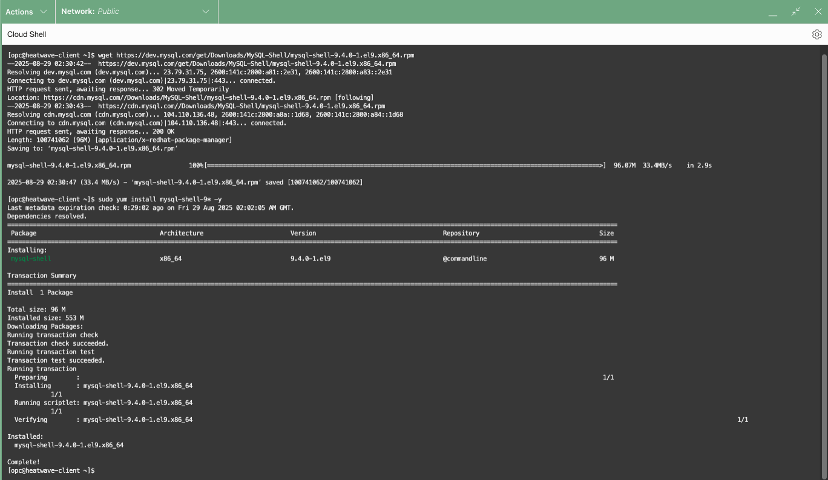 Actions Network: Public
Cloud Shell
[opc@heatwave-client ~]$ wget https://dev.mysql.com/get/Downloads/MySQL-Shell/mysql-shell-9.4.0-1.el9.x86_64.rpm
--2025-08-29 02:30:42-- https://dev.mysql.com/get/Downloads/MySQL-Shell/mysql-shell-9.4.0-1.el9.x86_64.rpm
Resolving dev.mysql.com (dev.mysql.com)... 23.79.31.75, 2600:141c:2800:a81::2e31, 2600:141c:2800:a83::2e31
Connecting to dev.mysql.com (dev.mysql.com)|23.79.31.75|:443... connected.
HTTP request sent, awaiting response... 302 Moved Temporarily
Location: https://cdn.mysql.com//Downloads/MySQL-Shell/mysql-shell-9.4.0-1.el9.x86_64.rpm [following]
--2025-08-29 02:30:43-- https://cdn.mysql.com//Downloads/MySQL-Shell/mysql-shell-9.4.0-1.el9.x86_64.rpm
Resolving cdn.mysql.com (cdn.mysql.com)... 104.110.136.48, 2600:141c:2800:a8a::1d68, 2600:141c:2800:a84::1d68
Connecting to cdn.mysql.com (cdn.mysql.com)|104.110.136.48|:443... connected.
HTTP request sent, awaiting response... 200 OK
Length: 100741062 (96M) [application/x-redhat-package-manager]
Saving to: 'mysql-shell-9.4.0-1.el9.x86_64.rpm'
mysql-shell-9.4.0-1.el9.x86_64.rpm 100%[===================>] 96.07M 33.4MB/s in 2.9s
2025-08-29 02:30:47 (33.4 MB/s) - 'mysql-shell-9.4.0-1.el9.x86_64.rpm' saved [100741062/100741062]
[opc@heatwave-client ~]$ sudo yum install mysql-shell-9* -y
Last metadata expiration check: 0:29:02 ago on Fri 29 Aug 2025 02:02:05 AM GMT.
Dependencies resolved.
Package Architecture Version Repository Size
Installing:
mysql-shell x86_64 9.4.0-1.el9 @commandline 96 M
Transaction Summary
Install 1 Package
Total size: 96 M
Installed size: 553 M
Downloading Packages:
Running transaction check
Transaction check succeeded.
Running transaction test
Transaction test succeeded.
Running transaction
Preparing : 1/1
Installing : mysql-shell-9.4.0-1.el9.x86_64
1/1
Running scriptlet: mysql-shell-9.4.0-1.el9.x86_64
1/1
Verifying : mysql-shell-9.4.0-1.el9.x86_64 1/1
Installed:
mysql-shell-9.4.0-1.el9.x86_64
Complete!
[opc@heatwave-client ~]$